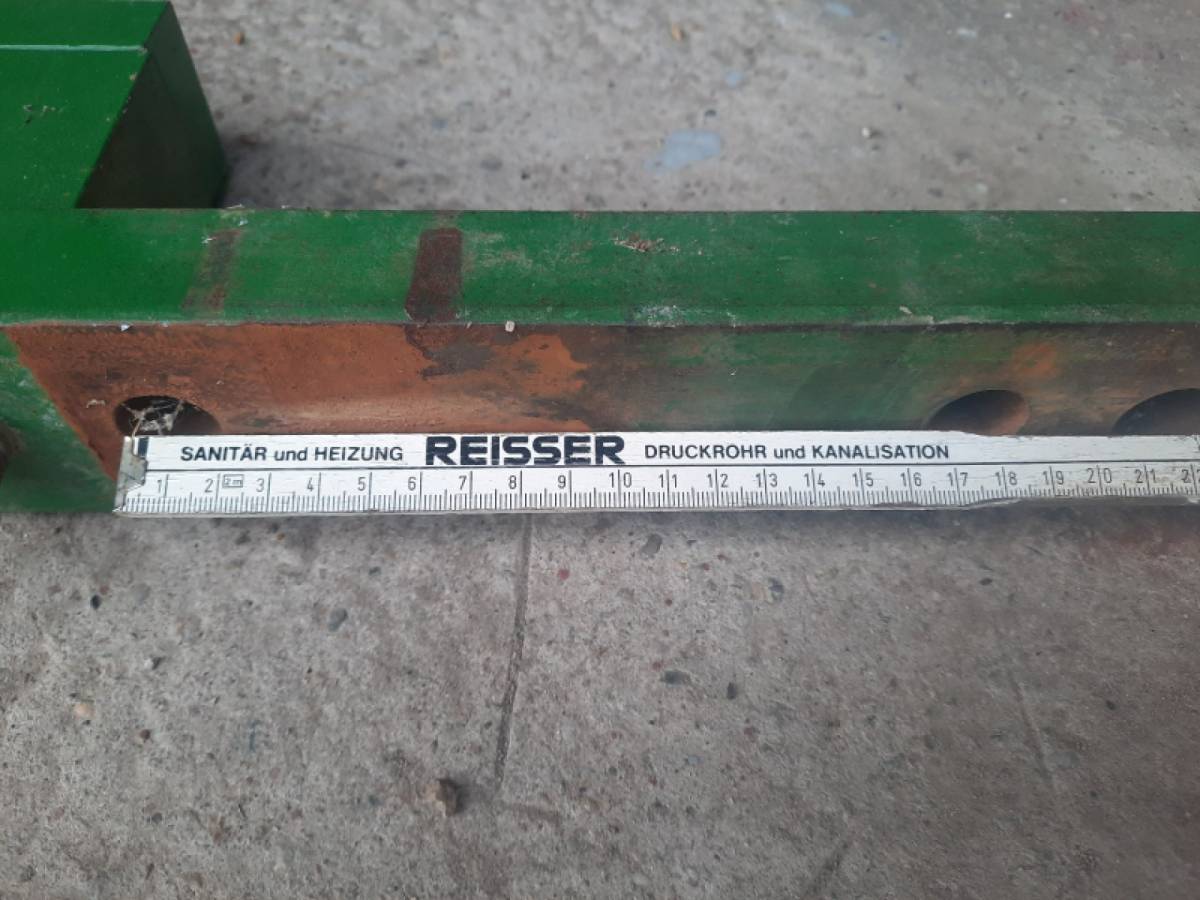 SANITÄR und HEIZUNG REISSER DRUCKROHR und KANALISATION
1 2 2m 3 4 5 6 7 8 9 10 11 12 13 14 15 16 17 18 19 20 21